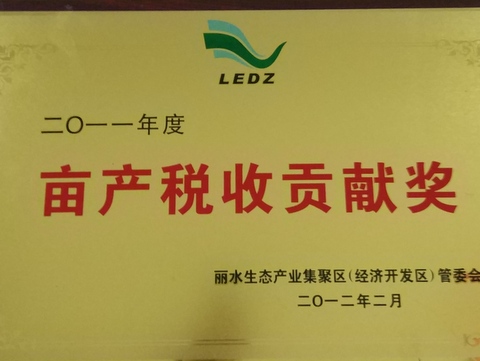 LEDZ
二〇一一年度
亩产税收贡献奖
丽水生态产业集聚区(经济开发区)管委会
二〇一二年二月